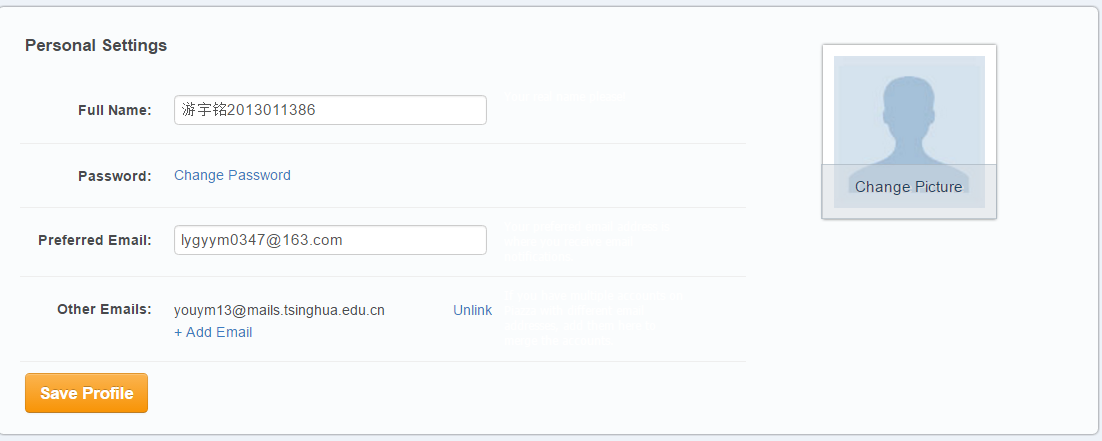 Personal Settings
Full Name: 游宇铭2013011386
Password: Change Password
Preferred Email: lygyym0347@163.com
Other Emails: youym13@mails.tsinghua.edu.cn Unlink
+ Add Email
Save Profile
Change Picture